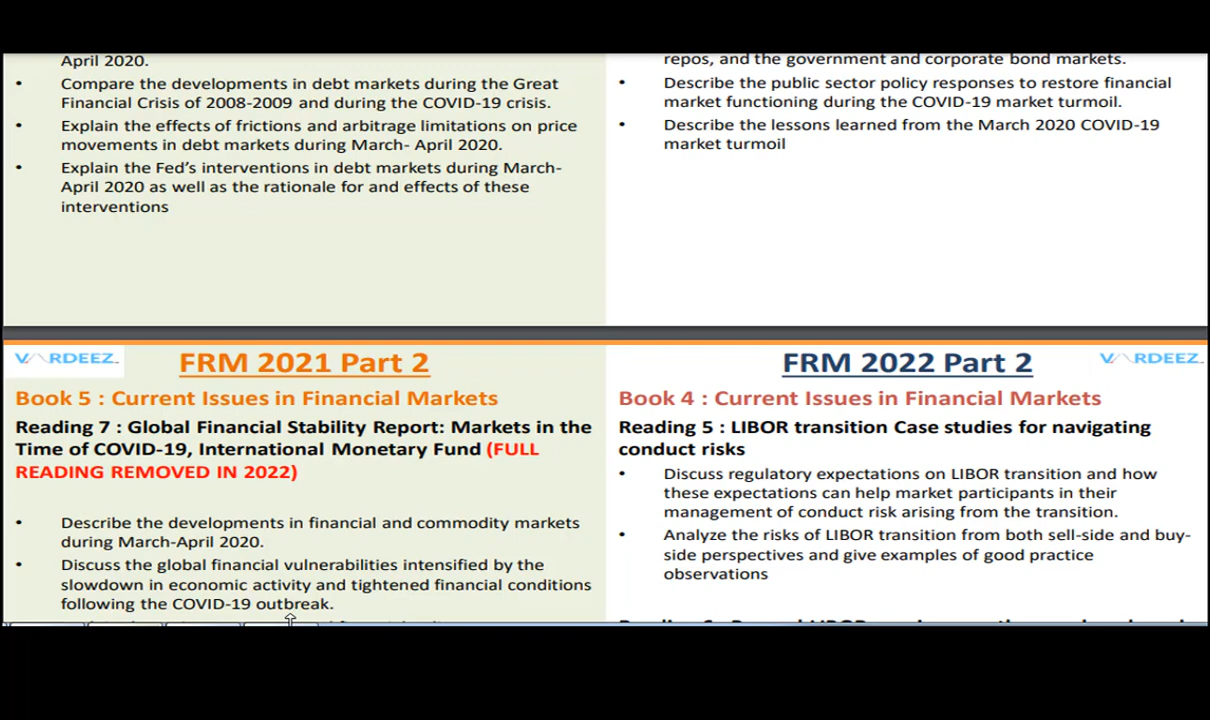 April 2020.
• Compare the developments in debt markets during the Great
Financial Crisis of 2008-2009 and during the COVID-19 crisis.
• Explain the effects of frictions and arbitrage limitations on price
movements in debt markets during March- April 2020.
• Explain the Fed's interventions in debt markets during March-
April 2020 as well as the rationale for and effects of these
interventions
repos, and the government and corporate bond markets.
• Describe the public sector policy responses to restore financial
market functioning during the COVID-19 market turmoil.
• Describe the lessons learned from the March 2020 COVID-19
market turmoil
VARDEEZ
FRM 2021 Part 2
Book 5 : Current Issues in Financial Markets
Reading 7 : Global Financial Stability Report: Markets in the
Time of COVID-19, International Monetary Fund (FULL
READING REMOVED IN 2022)
• Describe the developments in financial and commodity markets
during March-April 2020.
• Discuss the global financial vulnerabilities intensified by the
slowdown in economic activity and tightened financial conditions
following the COVID-19 outbreak.
FRM 2022 Part 2
VARDEEZ
Book 4 : Current Issues in Financial Markets
Reading 5 : LIBOR transition Case studies for navigating
conduct risks
• Discuss regulatory expectations on LIBOR transition and how
these expectations can help market participants in their
management of conduct risk arising from the transition.
• Analyze the risks of LIBOR transition from both sell-side and buy-
side perspectives and give examples of good practice
observations